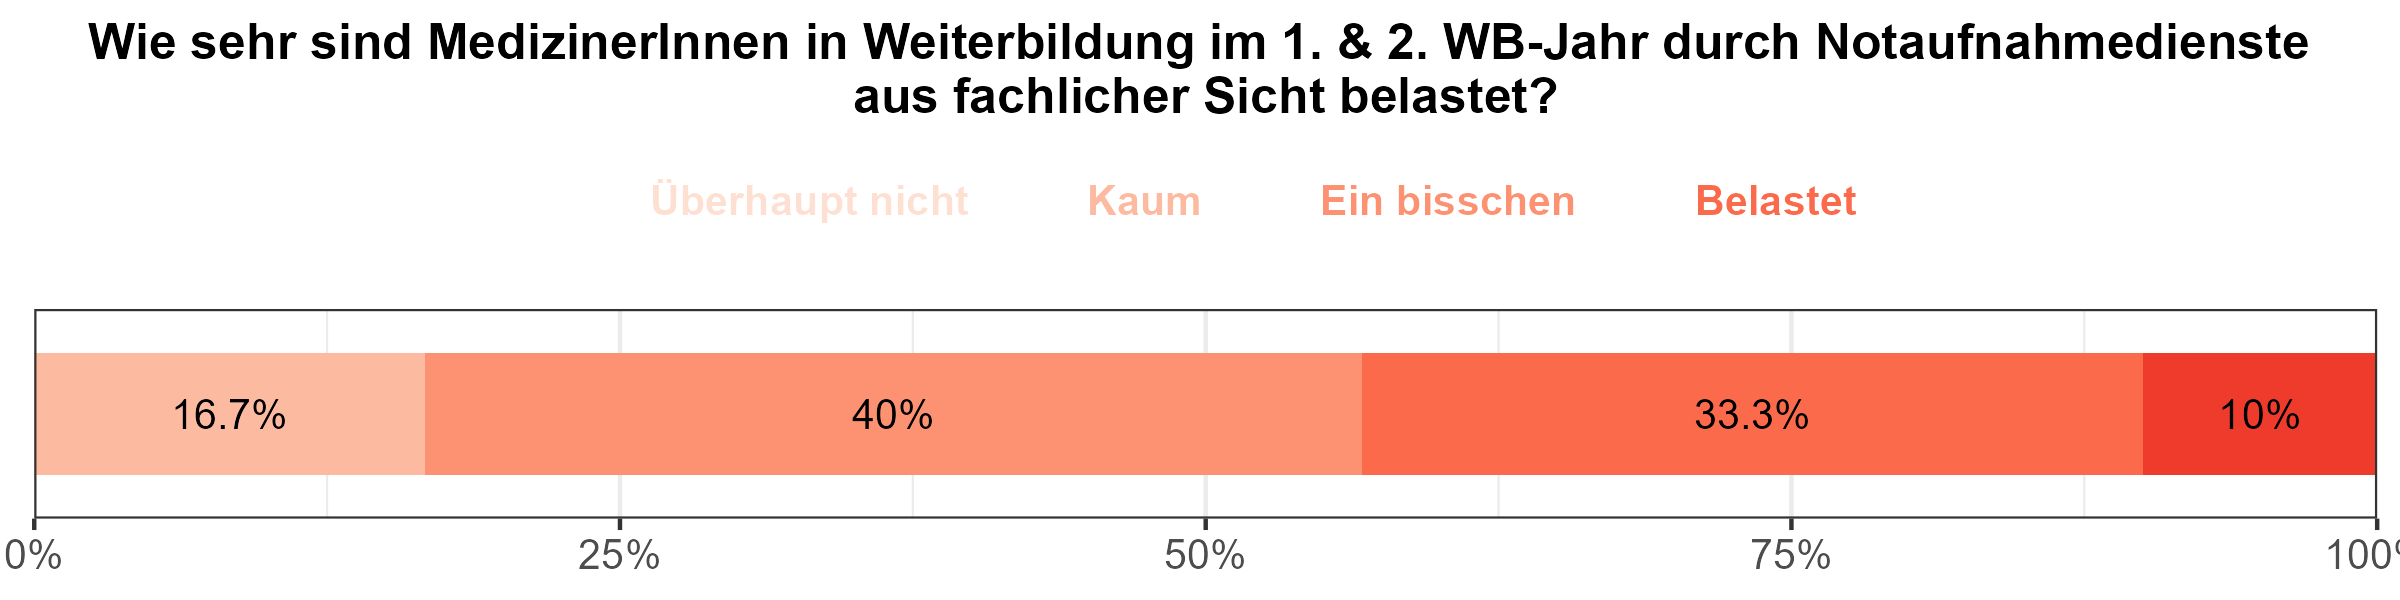 Wie sehr sind MedizinerInnen in Weiterbildung im 1. & 2. WB-Jahr durch Notaufnahmedienste
aus fachlicher Sicht belastet?
Überhaupt nicht Kaum Ein bisschen Belastet
16.7% 40% 33.3% 10%
0% 25% 50% 75% 100%